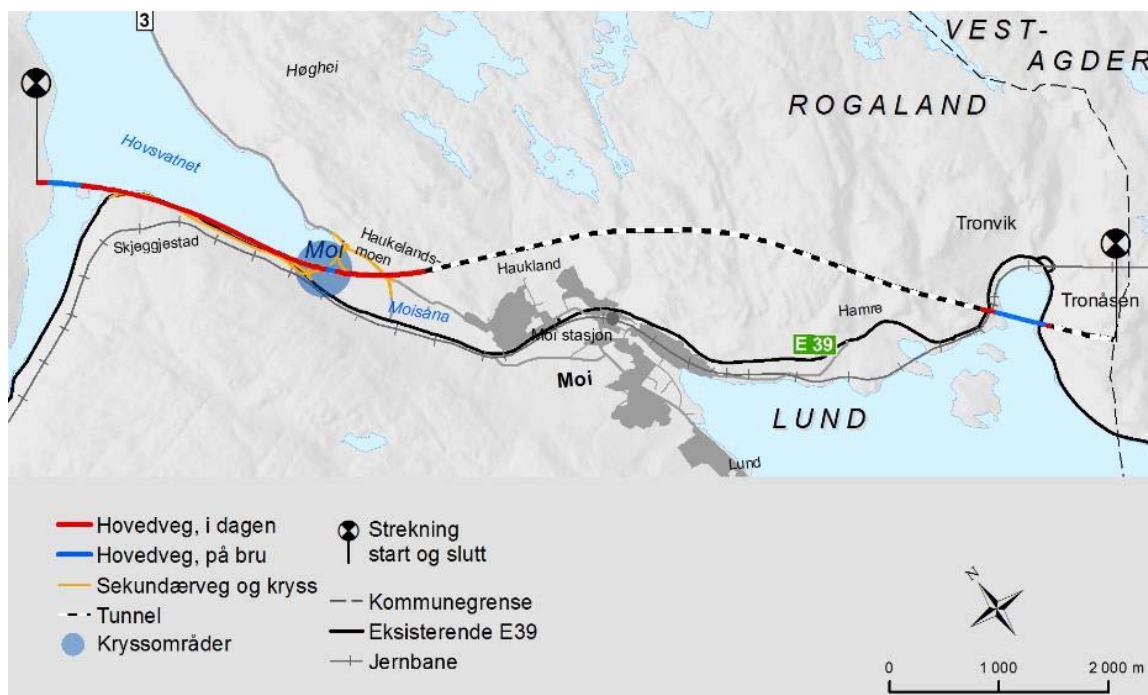 3
VEST-
AGDER
Høghei
ROGALAND
Hovsvatnet
Tronvik
Skjeggjestad
Moi
Haukelands-
moen
Haukland
Tronåsen
Moisåna
Hamre
Moi stasjon
E 39
Moi
LUND
Lund
Hovedveg, i dagen
Hovedveg, på bru
Sekundærveg og kryss
Tunnel
Kryssområder
Strekning
start og slutt
Kommunegrense
Eksisterende E39
Jernbane
N
0 1 000 2 000 m